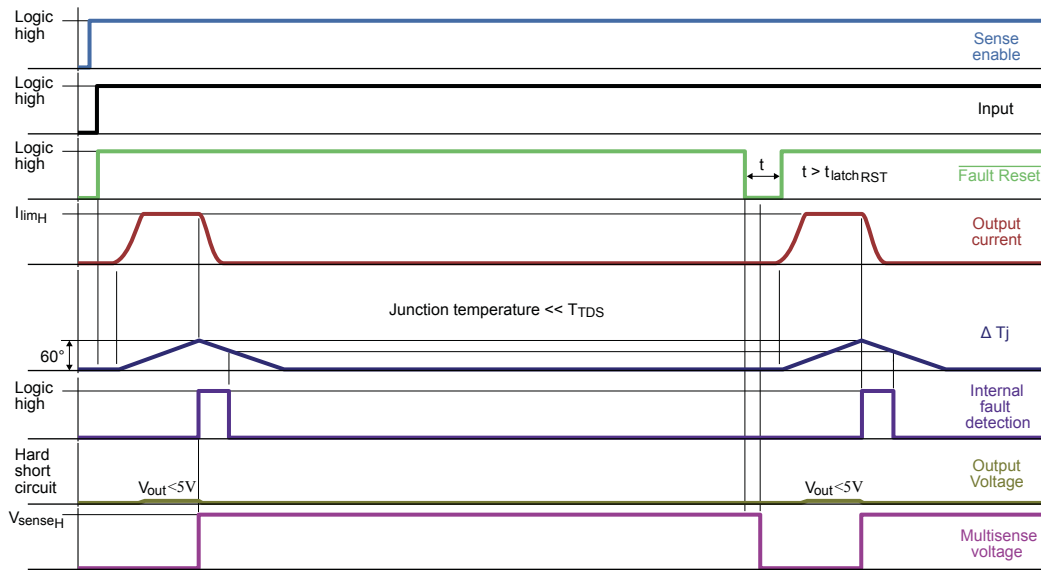 Logic
high
Sense
enable
Logic
high
Input
Logic
high
t
t > tlatchRST
Fault Reset
IlimH
Output
current
Junction temperature << TTDS
Δ Tj
60°
Logic
high
Internal
fault
detection
Hard
short
circuit
Vout<5V
Vout<5V
Output
Voltage
VsenseH
Multisense
voltage